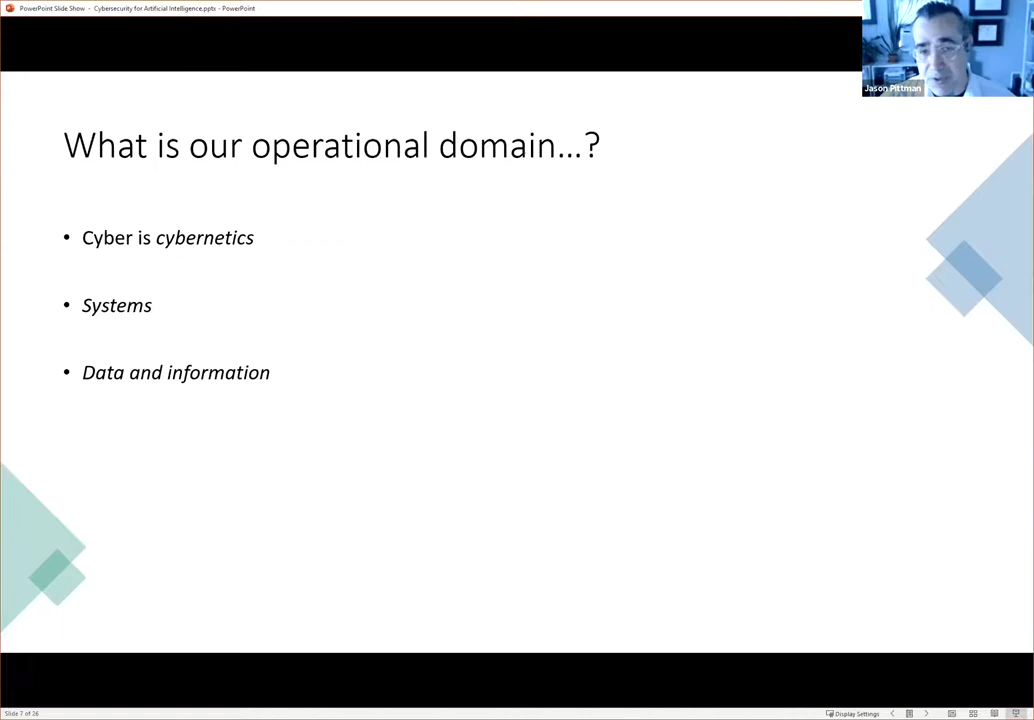 PowerPoint Slide Show - Cybersecurity for Artificial Intelligence.pptx - PowerPoint
Jason Pittman
What is our operational domain...?
• Cyber is cybernetics
• Systems
• Data and information
Slide 7 of 26
Display Settings